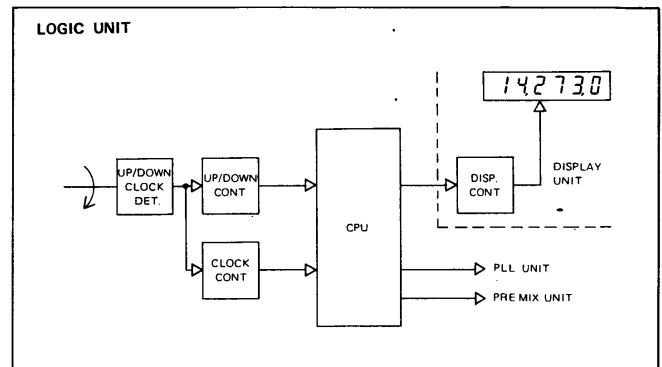 LOGIC UNIT
14.273.0
UP/DOWN
CLOCK
DET.
UP/DOWN
CONT
CLOCK
CONT
CPU
DISP.
CONT
DISPLAY
UNIT
PLL UNIT
PRE MIX UNIT